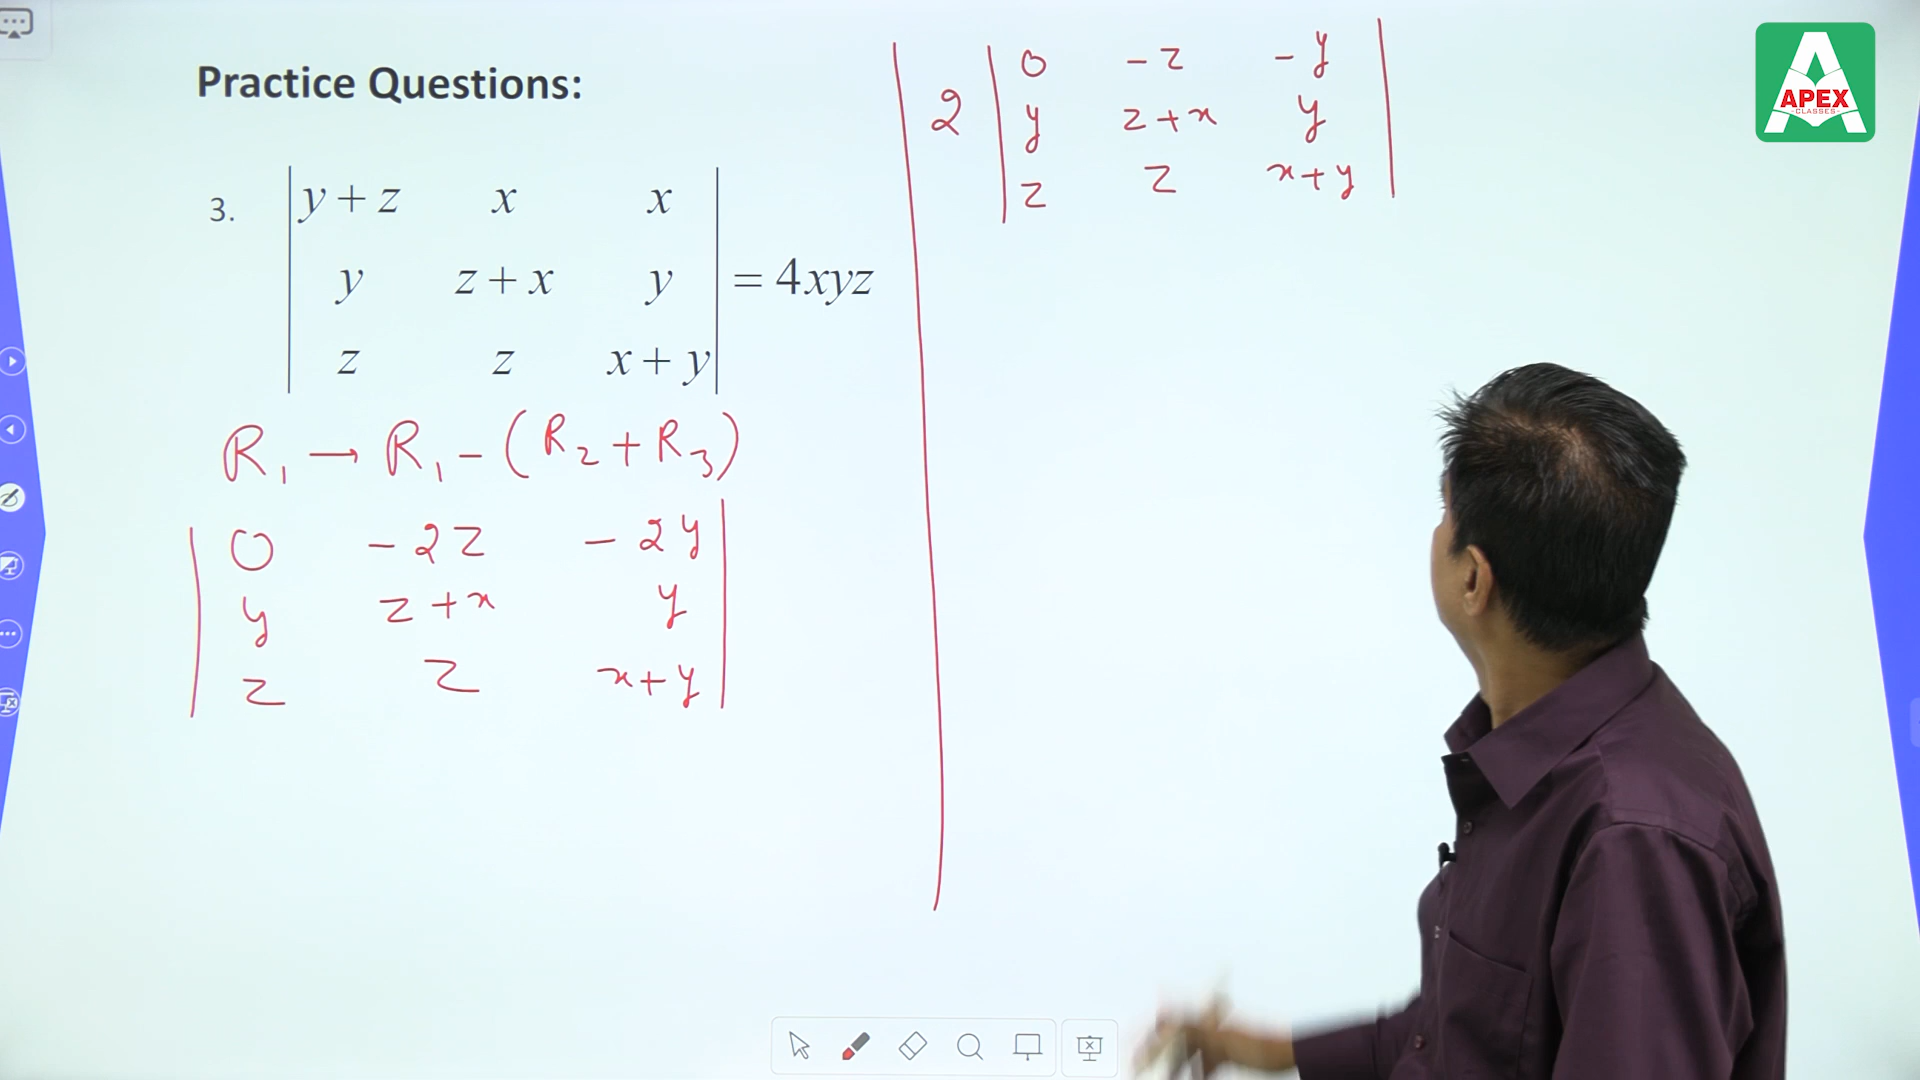 Practice Questions:
3.
y + z x x
y z + x y
z z x + y
= 4xyz
R₁ → R₁ - (R₂ + R₃)
0 - 2z - 2y
y z + x y
z z x + y
2
0 - z - y
y z + x y
z z x + y
APEX
CLASSES